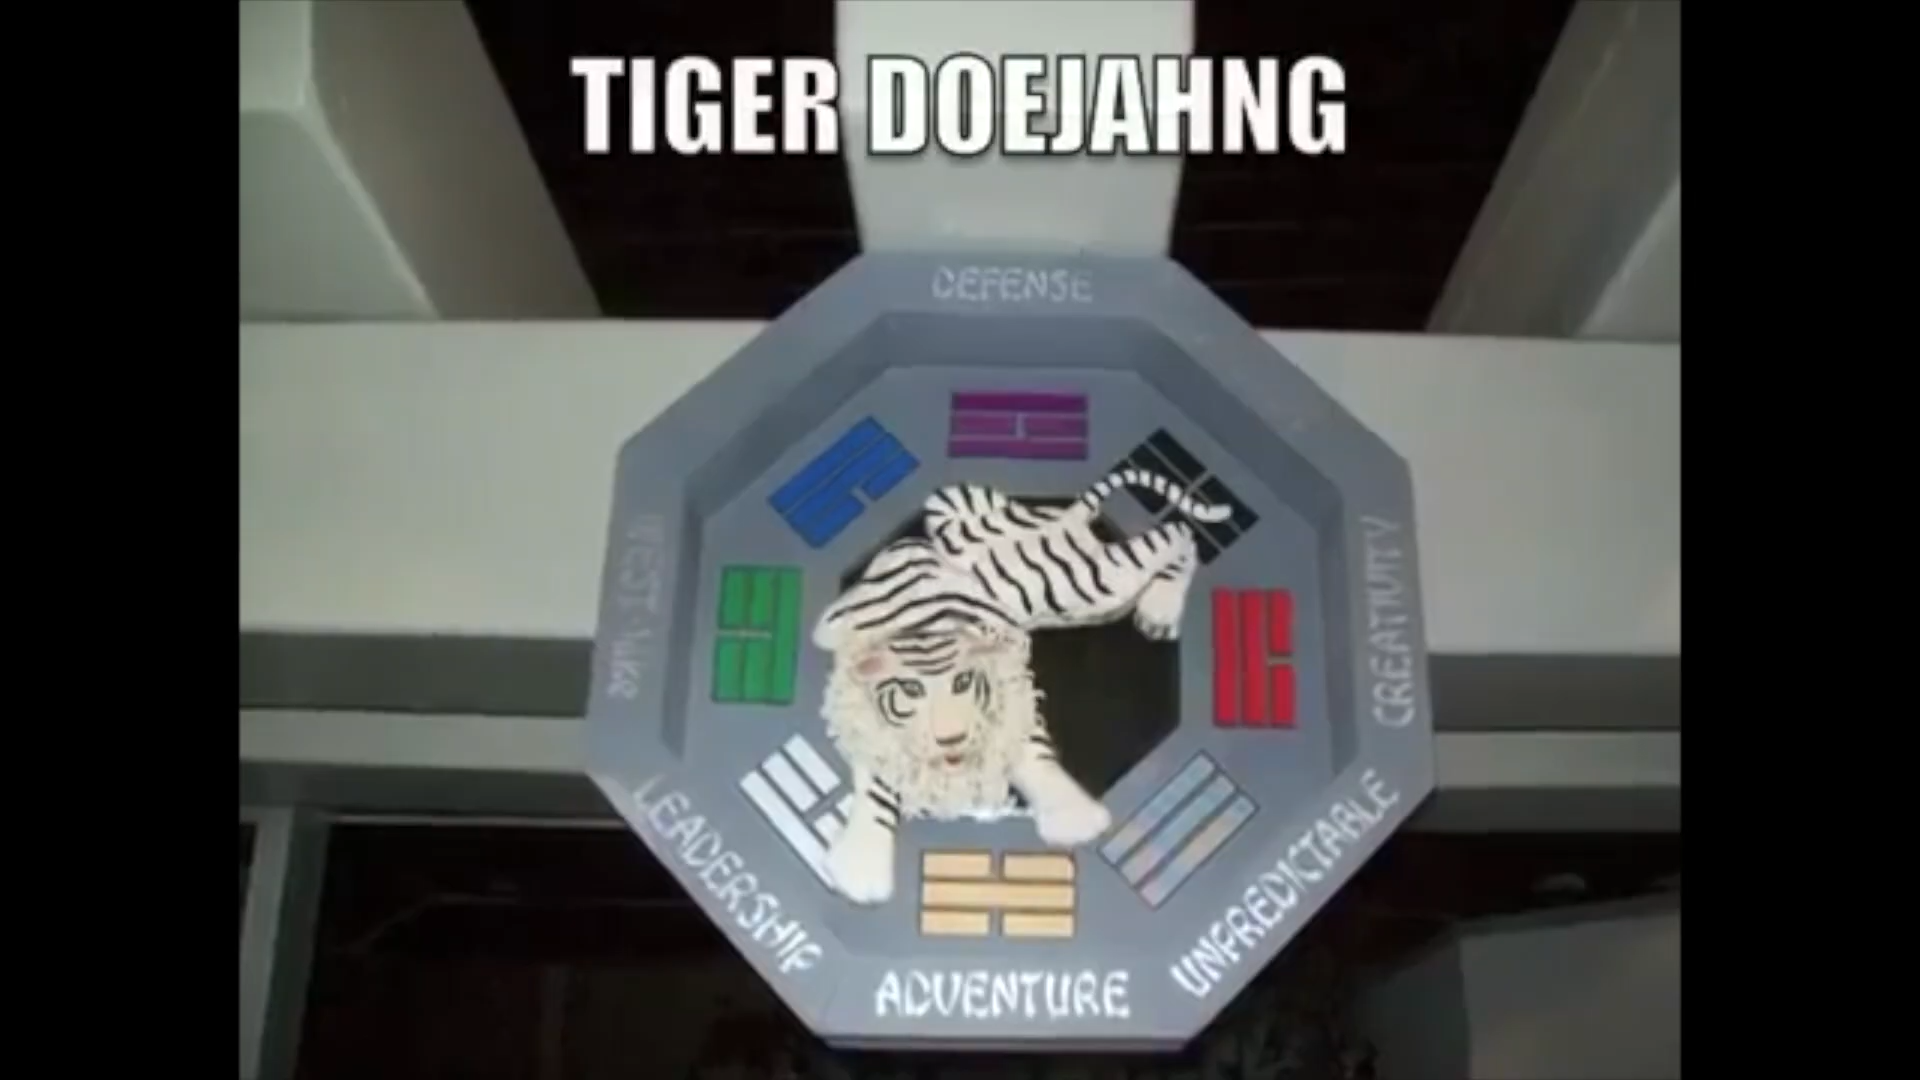 TIGER DOEJAHNG
DEFENSE
CREATIVITY
LEADERSHIP
UNPREDICTABLE
ADVENTURE